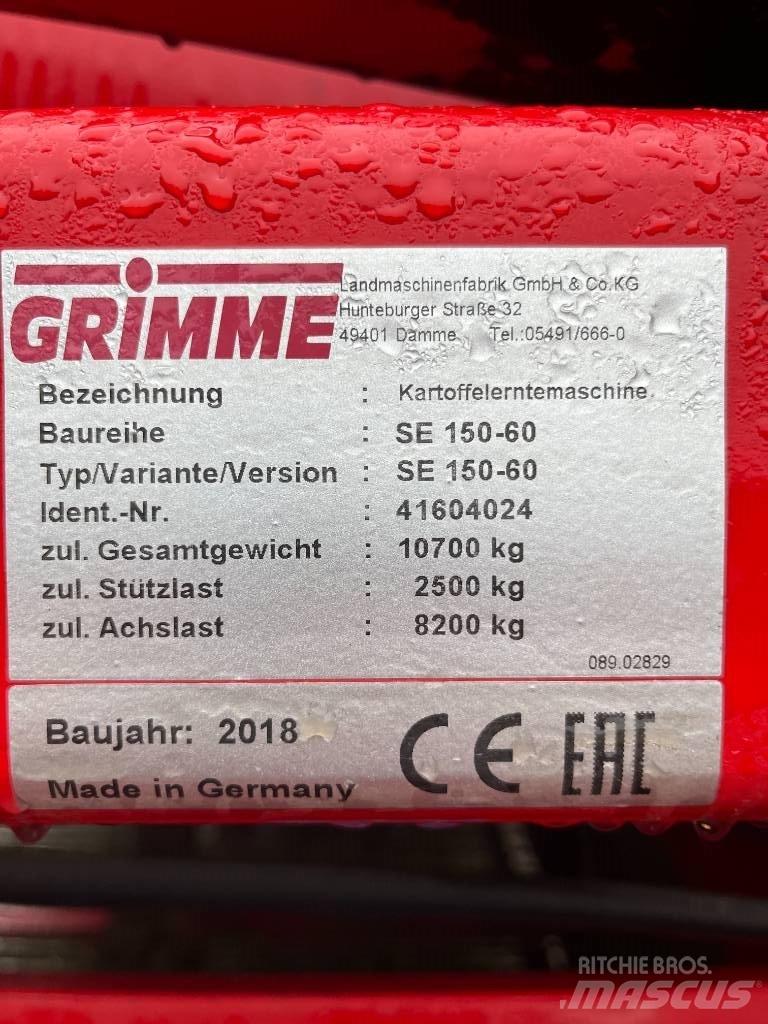 GRIMME
Landmaschinenfabrik GmbH & Co.KG
Hunteburger Straße 32
49401 Damme Tel.:05491/666-0
Bezeichnung : Kartoffelerntemaschine
Baureihe : SE 150-60
Typ/Variante/Version : SE 150-60
Ident.-Nr. : 41604024
zul. Gesamtgewicht : 10700 kg
zul. Stützlast : 2500 kg
zul. Achslast : 8200 kg
089.02829
Baujahr: 2018
Made in Germany
CE EAC
RITCHIE BROS.
MASCUS